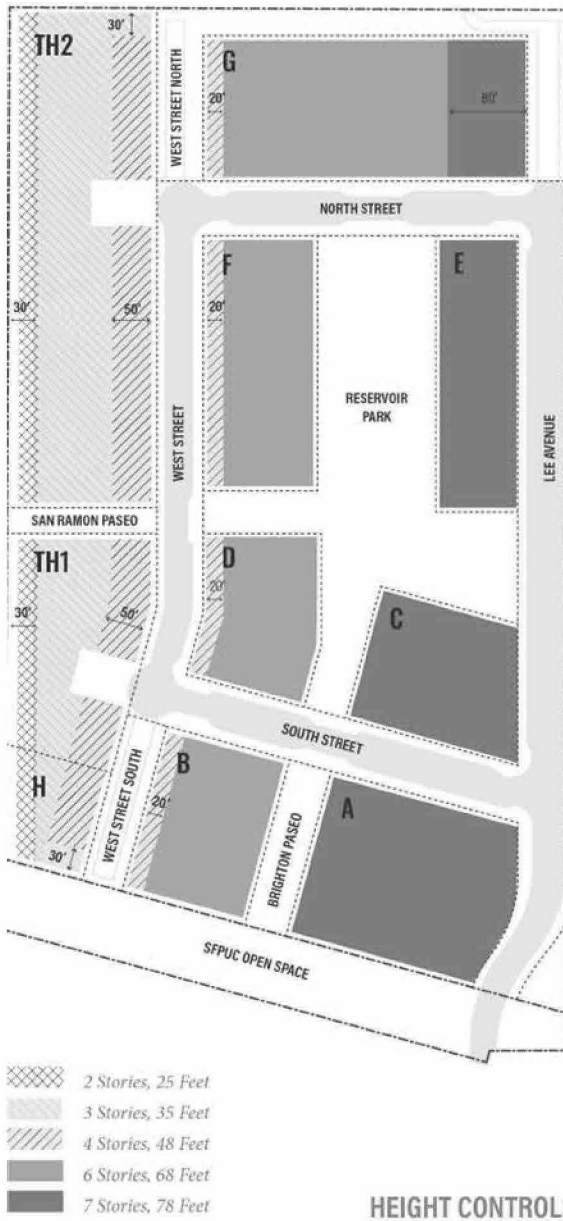 30'
TH2
WEST STREET NORTH
G
20'
80'
NORTH STREET
F
E
30'
50'
20'
RESERVOIR
PARK
WEST STREET
LEE AVENUE
SAN RAMON PASEO
TH1
D
20'
30'
50'
C
SOUTH STREET
H
B
A
WEST STREET SOUTH
20'
BRIGHTON PASEO
30'
SFPUC OPEN SPACE
2 Stories, 25 Feet
3 Stories, 35 Feet
4 Stories, 48 Feet
6 Stories, 68 Feet
7 Stories, 78 Feet
HEIGHT CONTROL